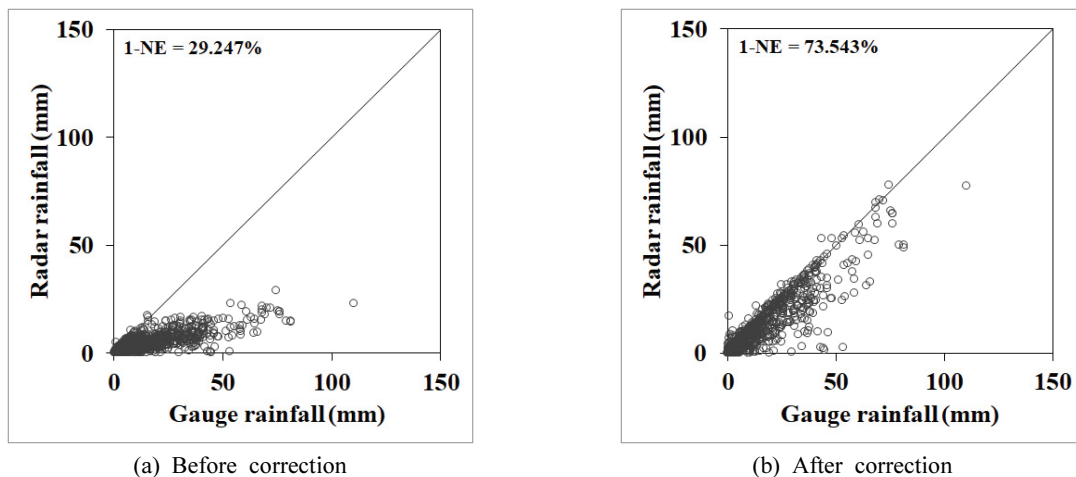 150
1-NE = 29.247%
100
50
0
Radar rainfall (mm)
0 50 100 150
Gauge rainfall (mm)
(a) Before correction
150
1-NE = 73.543%
100
50
0
Radar rainfall (mm)
0 50 100 150
Gauge rainfall (mm)
(b) After correction